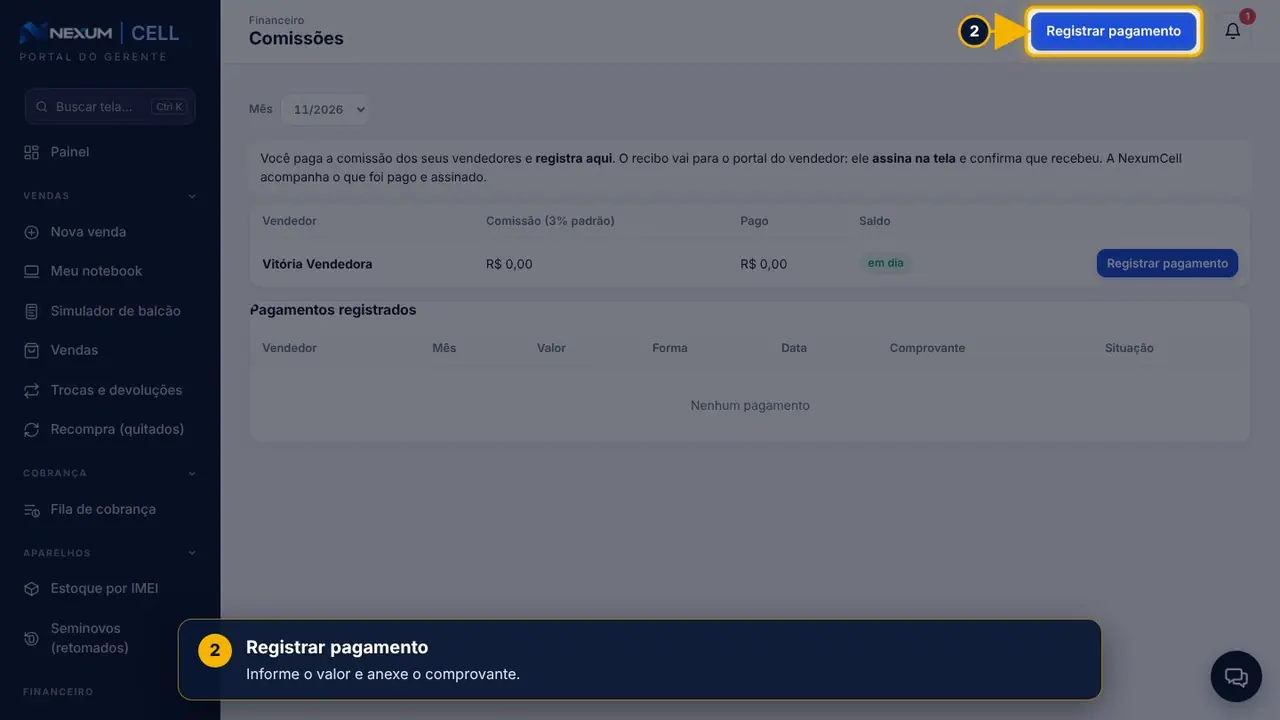 NEXUM | CELL
PORTAL DO GERENTE
Buscar tela... Ctrl K
Painel
VENDAS
Nova venda
Meu notebook
Simulador de balcão
Vendas
Trocas e devoluções
Recompra (quitados)
COBRANÇA
Fila de cobrança
APARELHOS
Estoque por IMEI
Seminovos
(retomados)
FINANCEIRO
Financeiro
Comissões
2
Registrar pagamento
1
Mês 11/2026
Você paga a comissão dos seus vendedores e registra aqui. O recibo vai para o portal do vendedor: ele assina na tela e confirma que recebeu. A NexumCell
acompanha o que foi pago e assinado.
Vendedor Comissão (3% padrão) Pago Saldo
Vitória Vendedora R$ 0,00 R$ 0,00 em dia Registrar pagamento
Pagamentos registrados
Vendedor Mês Valor Forma Data Comprovante Situação
Nenhum pagamento
2
Registrar pagamento
Informe o valor e anexe o comprovante.